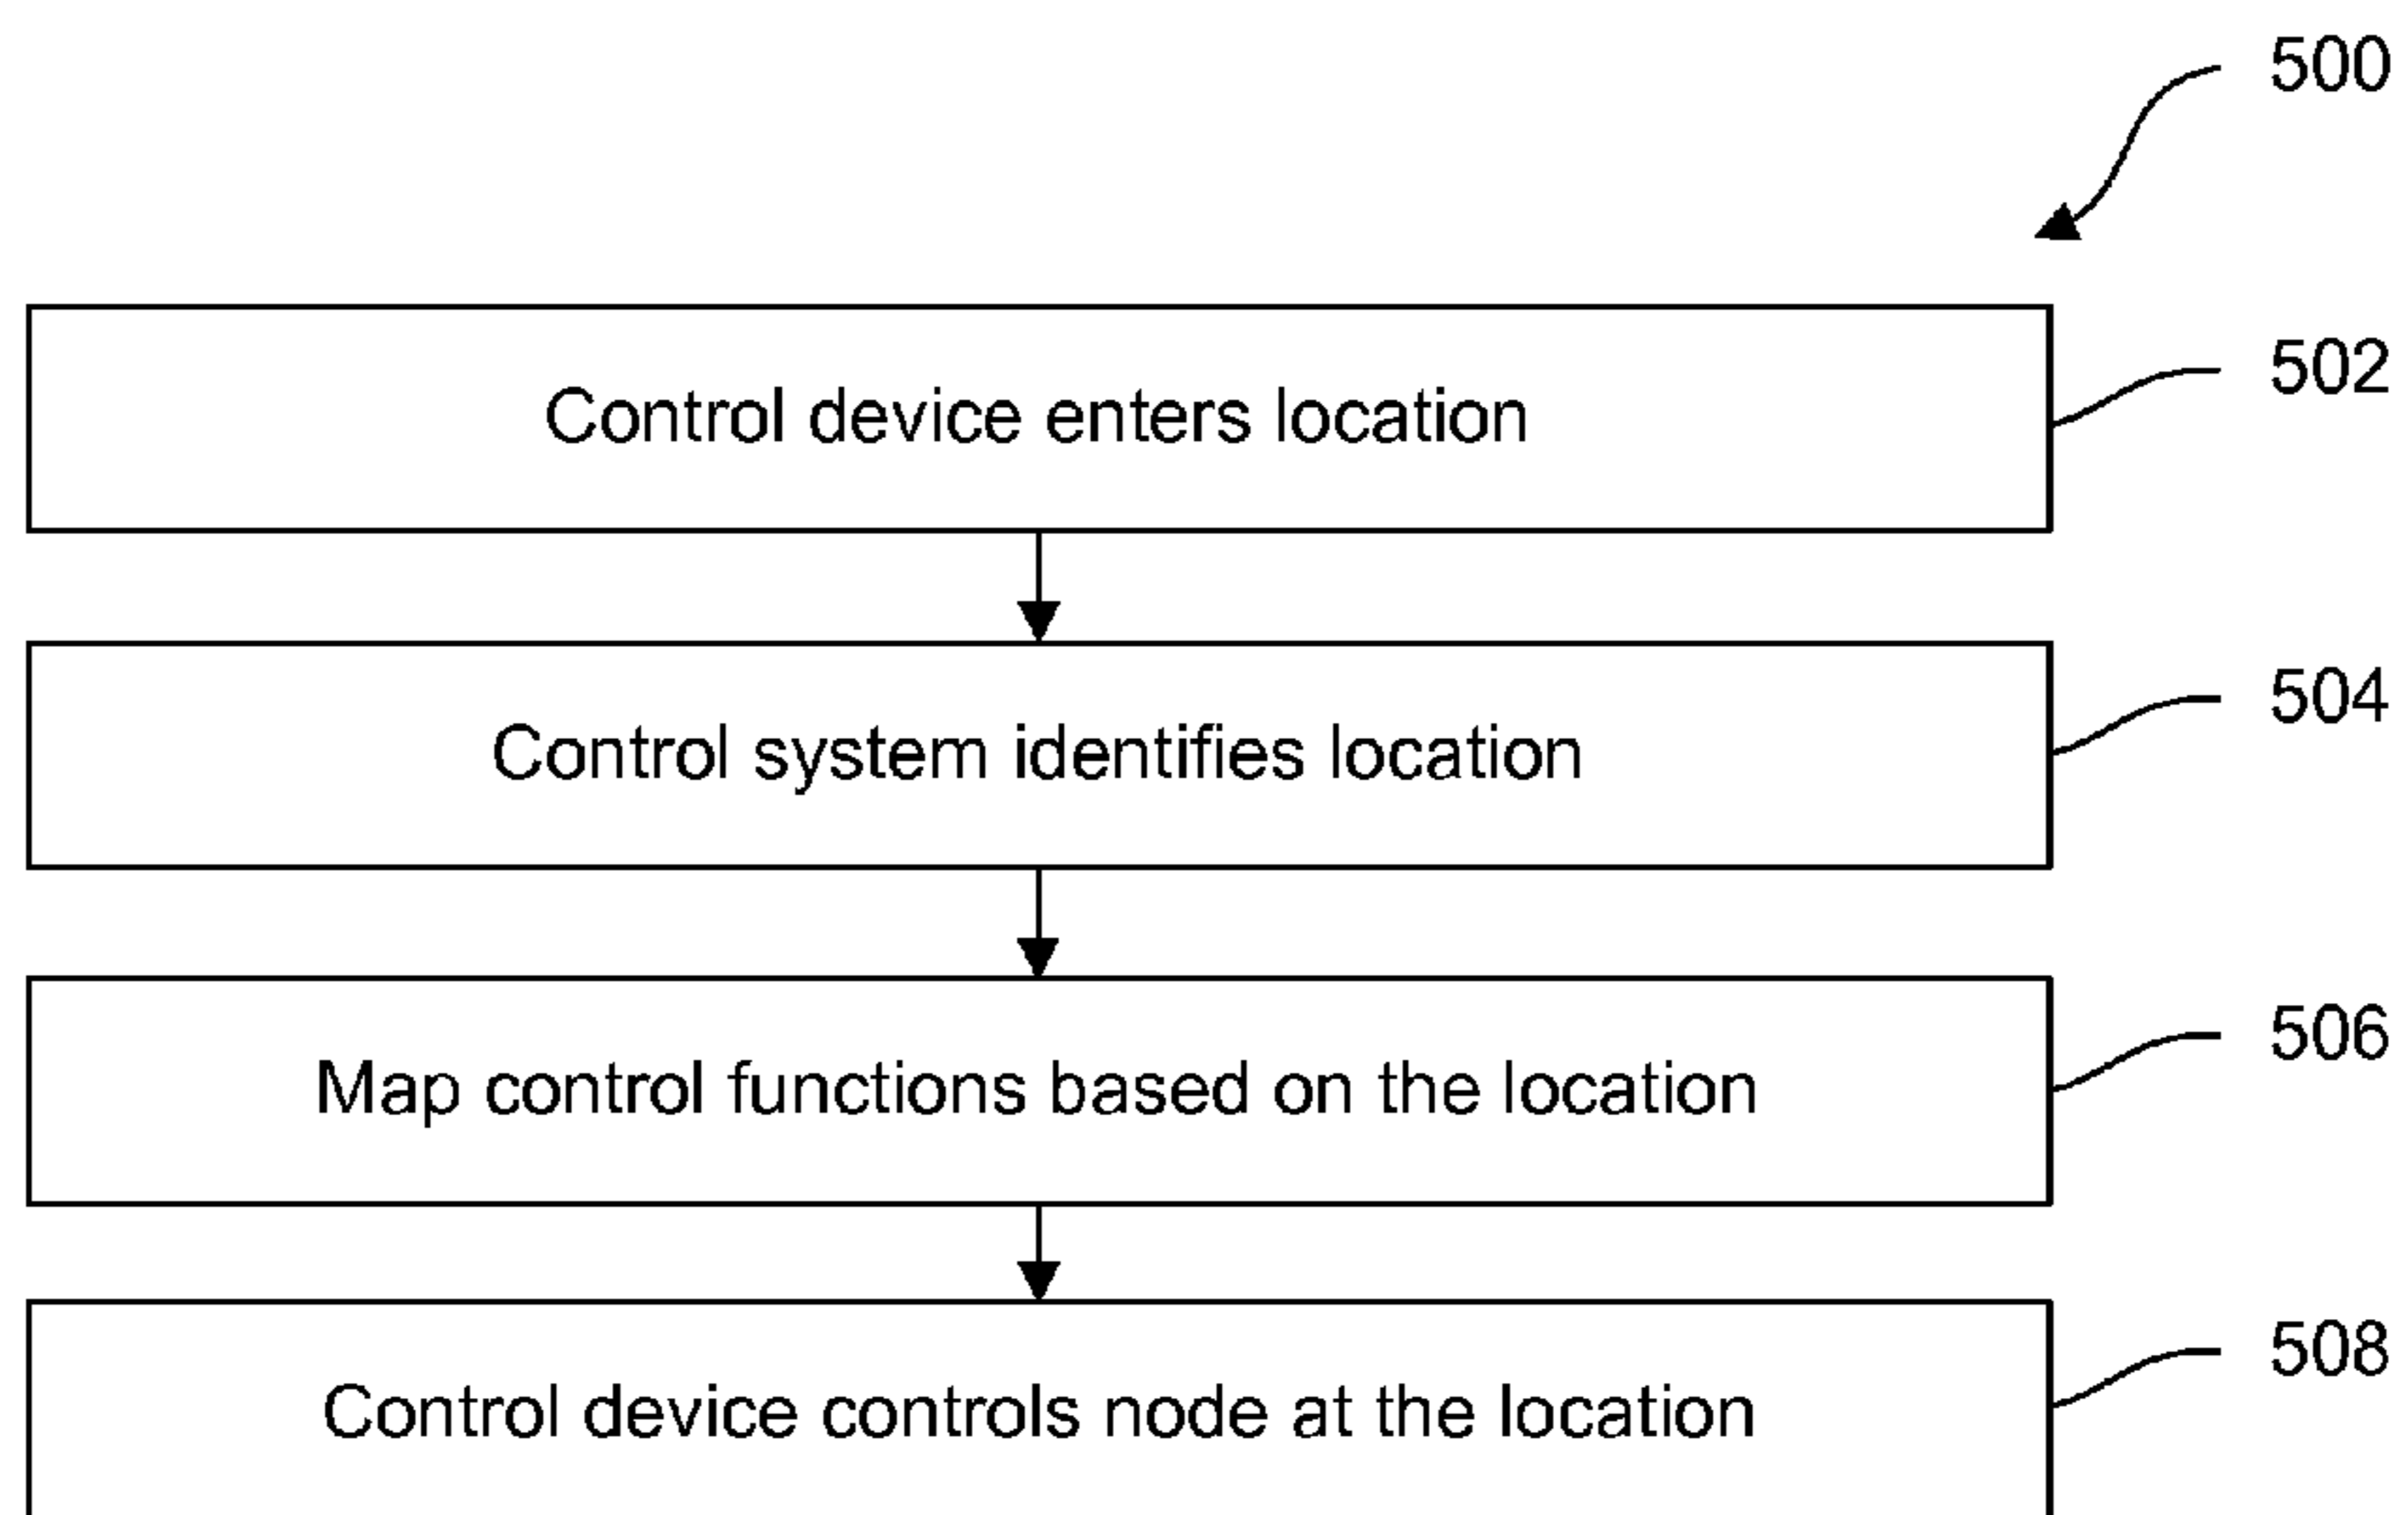 500
502
Control device enters location
504
Control system identifies location
506
Map control functions based on the location
508
Control device controls node at the location